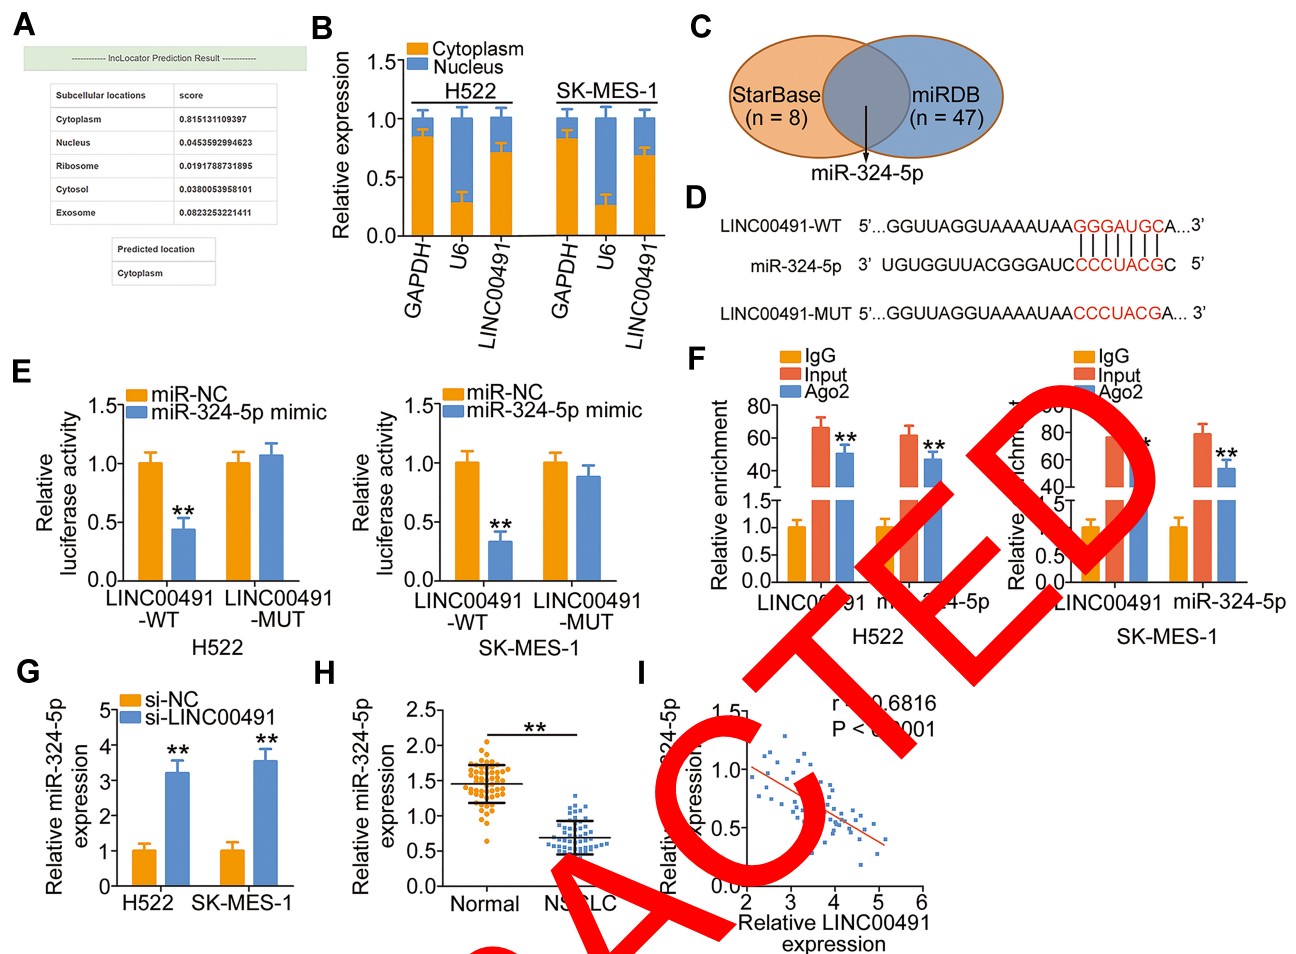 A
------------ lncLocator Prediction Result ------------
Subcellular locations score
Cytoplasm 0.815131109397
Nucleus 0.0453592994623
Ribosome 0.0191788731895
Cytosol 0.0380053958101
Exosome 0.0823253221411
Predicted location
Cytoplasm
B
Cytoplasm
Nucleus
H522
SK-MES-1
Relative expression
1.5
1.0
0.5
0.0
GAPDH
U6
LINC00491
GAPDH
U6
LINC00491
C
StarBase
(n = 8)
miRDB
(n = 47)
miR-324-5p
D
LINC00491-WT 5'...GGUUAGGUAAAAUAAGGGAUGCA...3'
miR-324-5p 3' UGUGGUUACGGGAUCCCCUACGC 5'
LINC00491-MUT 5'...GGUUAGGUAAAAUAACCCUACGA... 3'
E
miR-NC
miR-324-5p mimic
Relative
luciferase activity
1.5
1.0
0.5
0.0
**
LINC00491
-WT
LINC00491
-MUT
H522
miR-NC
miR-324-5p mimic
Relative
luciferase activity
1.5
1.0
0.5
0.0
**
LINC00491
-WT
LINC00491
-MUT
SK-MES-1
F
IgG
Input
Ago2
Relative enrichment
80
60
40
1.5
1.0
0.5
0.0
**
**
H522
IgG
Input
Ago2
Relative
80
60
40
0.5
0.0
**
LINC00491
miR-324-5p
SK-MES-1
G
si-NC
si-LINC00491
Relative miR-324-5p
expression
5
4
3
2
1
0
**
**
H522
SK-MES-1
H
Relative miR-324-5p
expression
2.5
2.0
1.5
1.0
0.5
0.0
**
Normal
I
1.5
1.0
0.5
0.0
P <
2
3
4
5
6
Relative LINC00491
expression